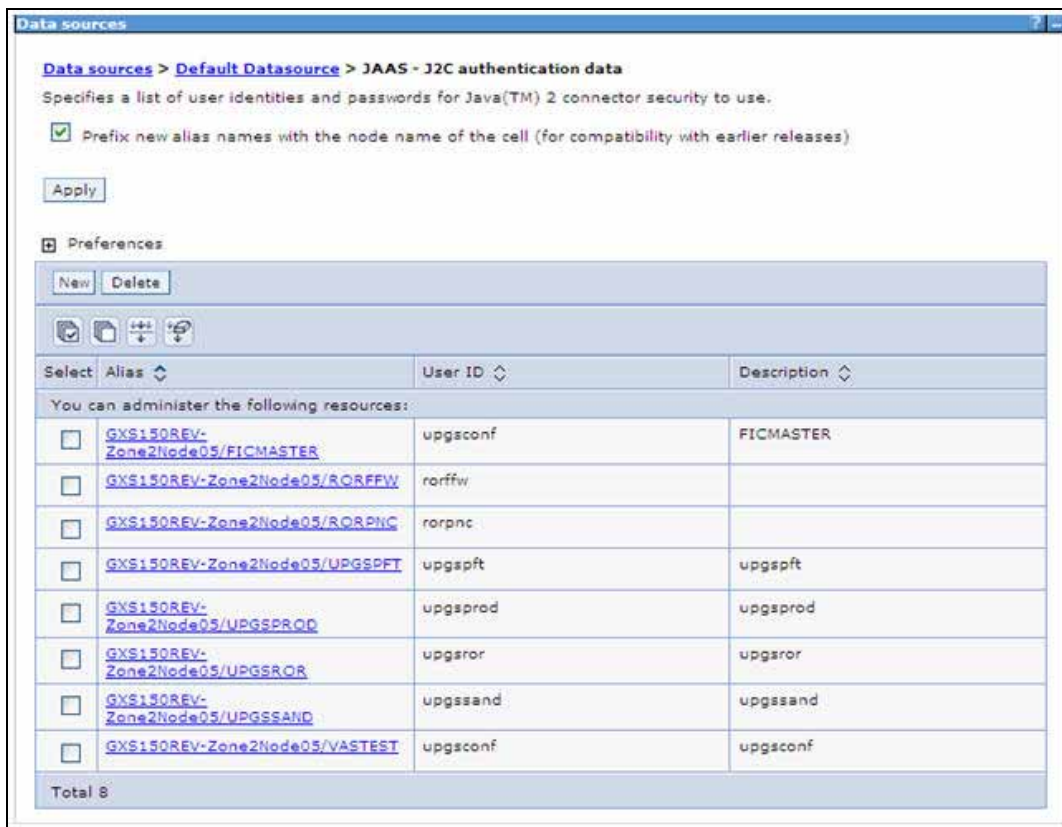 Data sources
?
Data sources > Default Datasource > JAAS - J2C authentication data
Specifies a list of user identities and passwords for Java(TM) 2 connector security to use.
Prefix new alias names with the node name of the cell (for compatibility with earlier releases)
Apply
Preferences
New Delete
Select Alias User ID Description
You can administer the following resources:
GXS150REV-
Zone2Node05/FICMASTER
upgsconf
FICMASTER
GXS150REV-Zone2Node05/RORFFW
rorffw
GXS150REV-Zone2Node05/RORPNC
rorpnc
GXS150REV-Zone2Node05/UPGSPFT
upgspft
upgspft
GXS150REV-
Zone2Node05/UPGSPROD
upgsprod
upgsprod
GXS150REV-
Zone2Node05/UPGSROR
upgsror
upgsror
GXS150REV-
Zone2Node05/UPGSSAND
upgssand
upgssand
GXS150REV-Zone2Node05/VASTEST
upgsconf
upgsconf
Total 8